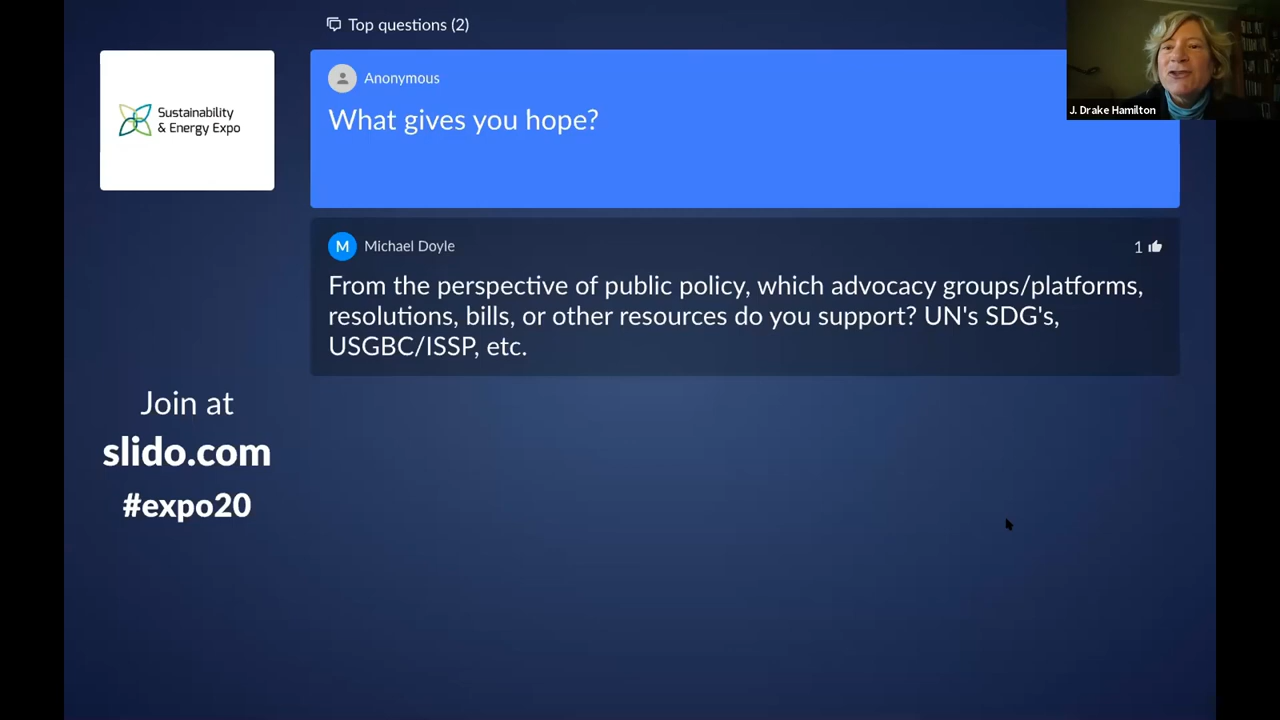 Top questions (2)
Anonymous
What gives you hope?
J. Drake Hamilton
Sustainability
& Energy Expo
M Michael Doyle
1
From the perspective of public policy, which advocacy groups/platforms,
resolutions, bills, or other resources do you support? UN's SDG's,
USGBC/ISSP, etc.
Join at
slido.com
#expo20